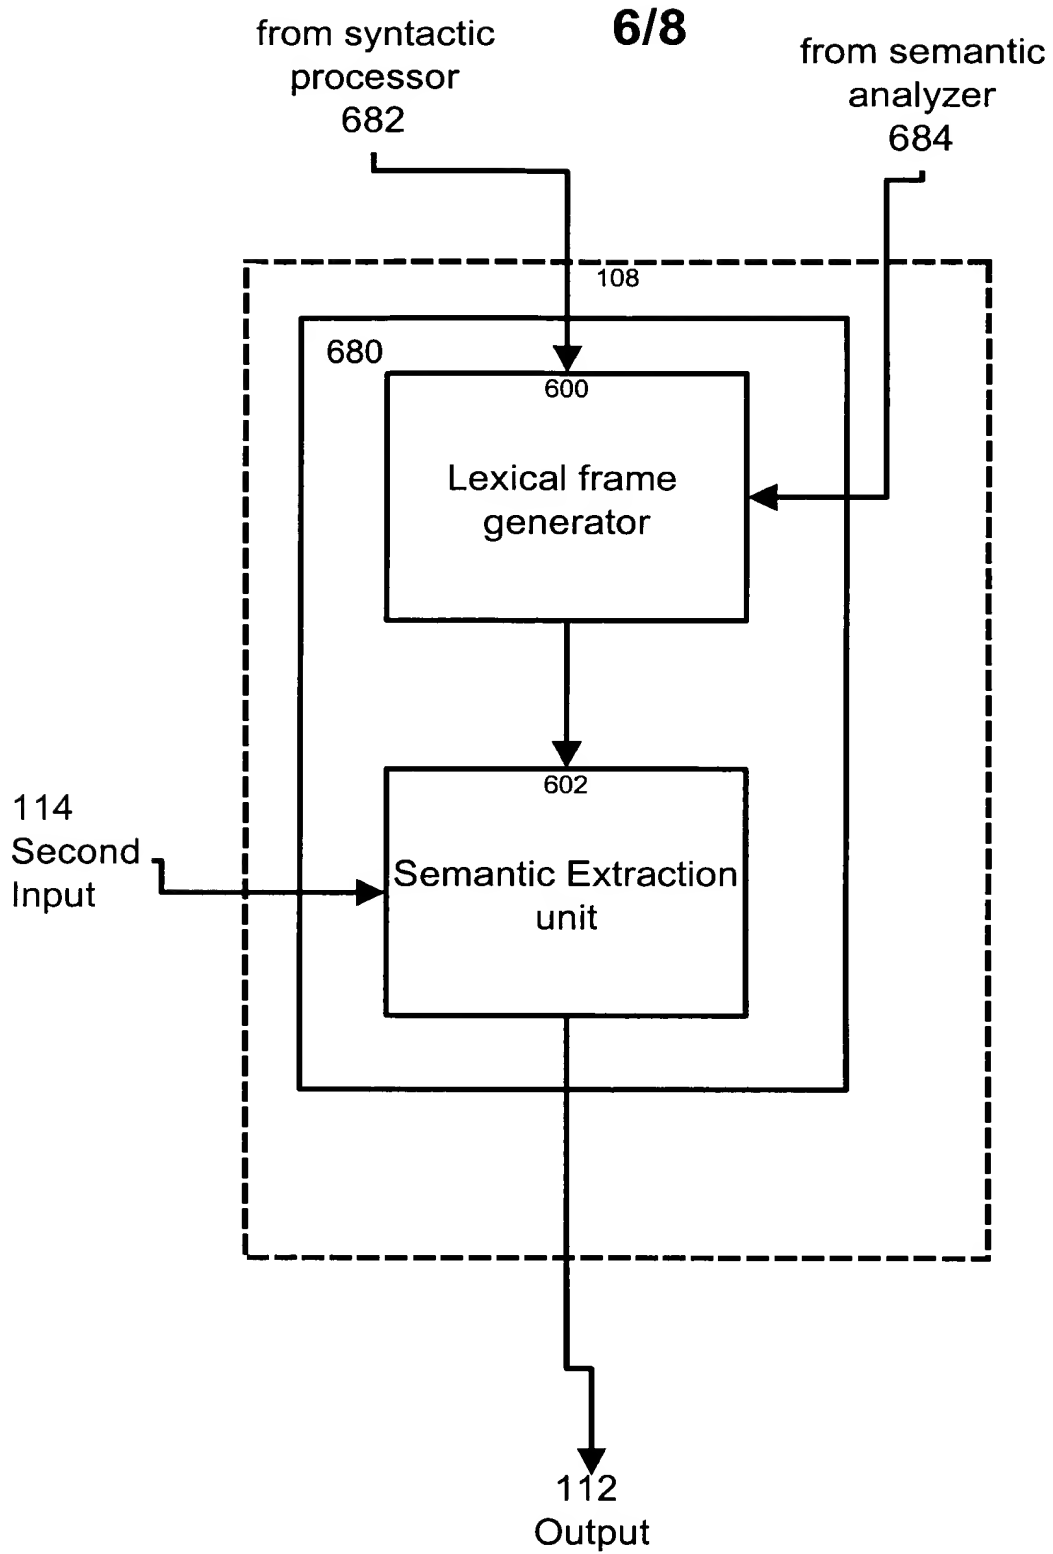 6/8
from syntactic
processor
682
from semantic
analyzer
684
108
680
600
Lexical frame
generator
602
114
Second
Input
Semantic Extraction
unit
112
Output